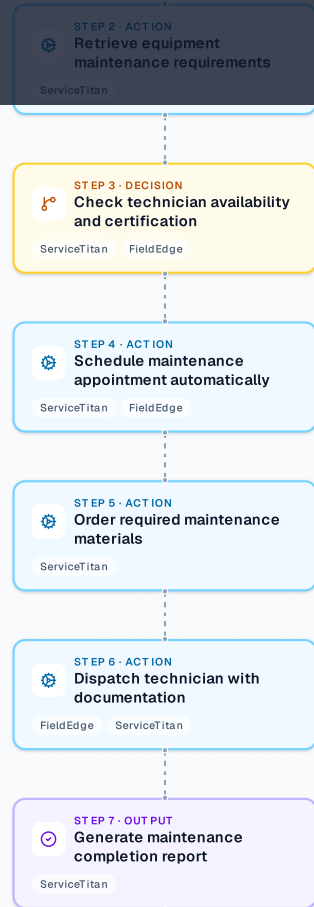 STEP 2 · ACTION
Retrieve equipment
maintenance requirements
ServiceTitan
STEP 3 · DECISION
Check technician availability
and certification
ServiceTitan FieldEdge
STEP 4 · ACTION
Schedule maintenance
appointment automatically
ServiceTitan FieldEdge
STEP 5 · ACTION
Order required maintenance
materials
ServiceTitan
STEP 6 · ACTION
Dispatch technician with
documentation
FieldEdge ServiceTitan
STEP 7 · OUTPUT
Generate maintenance
completion report
ServiceTitan